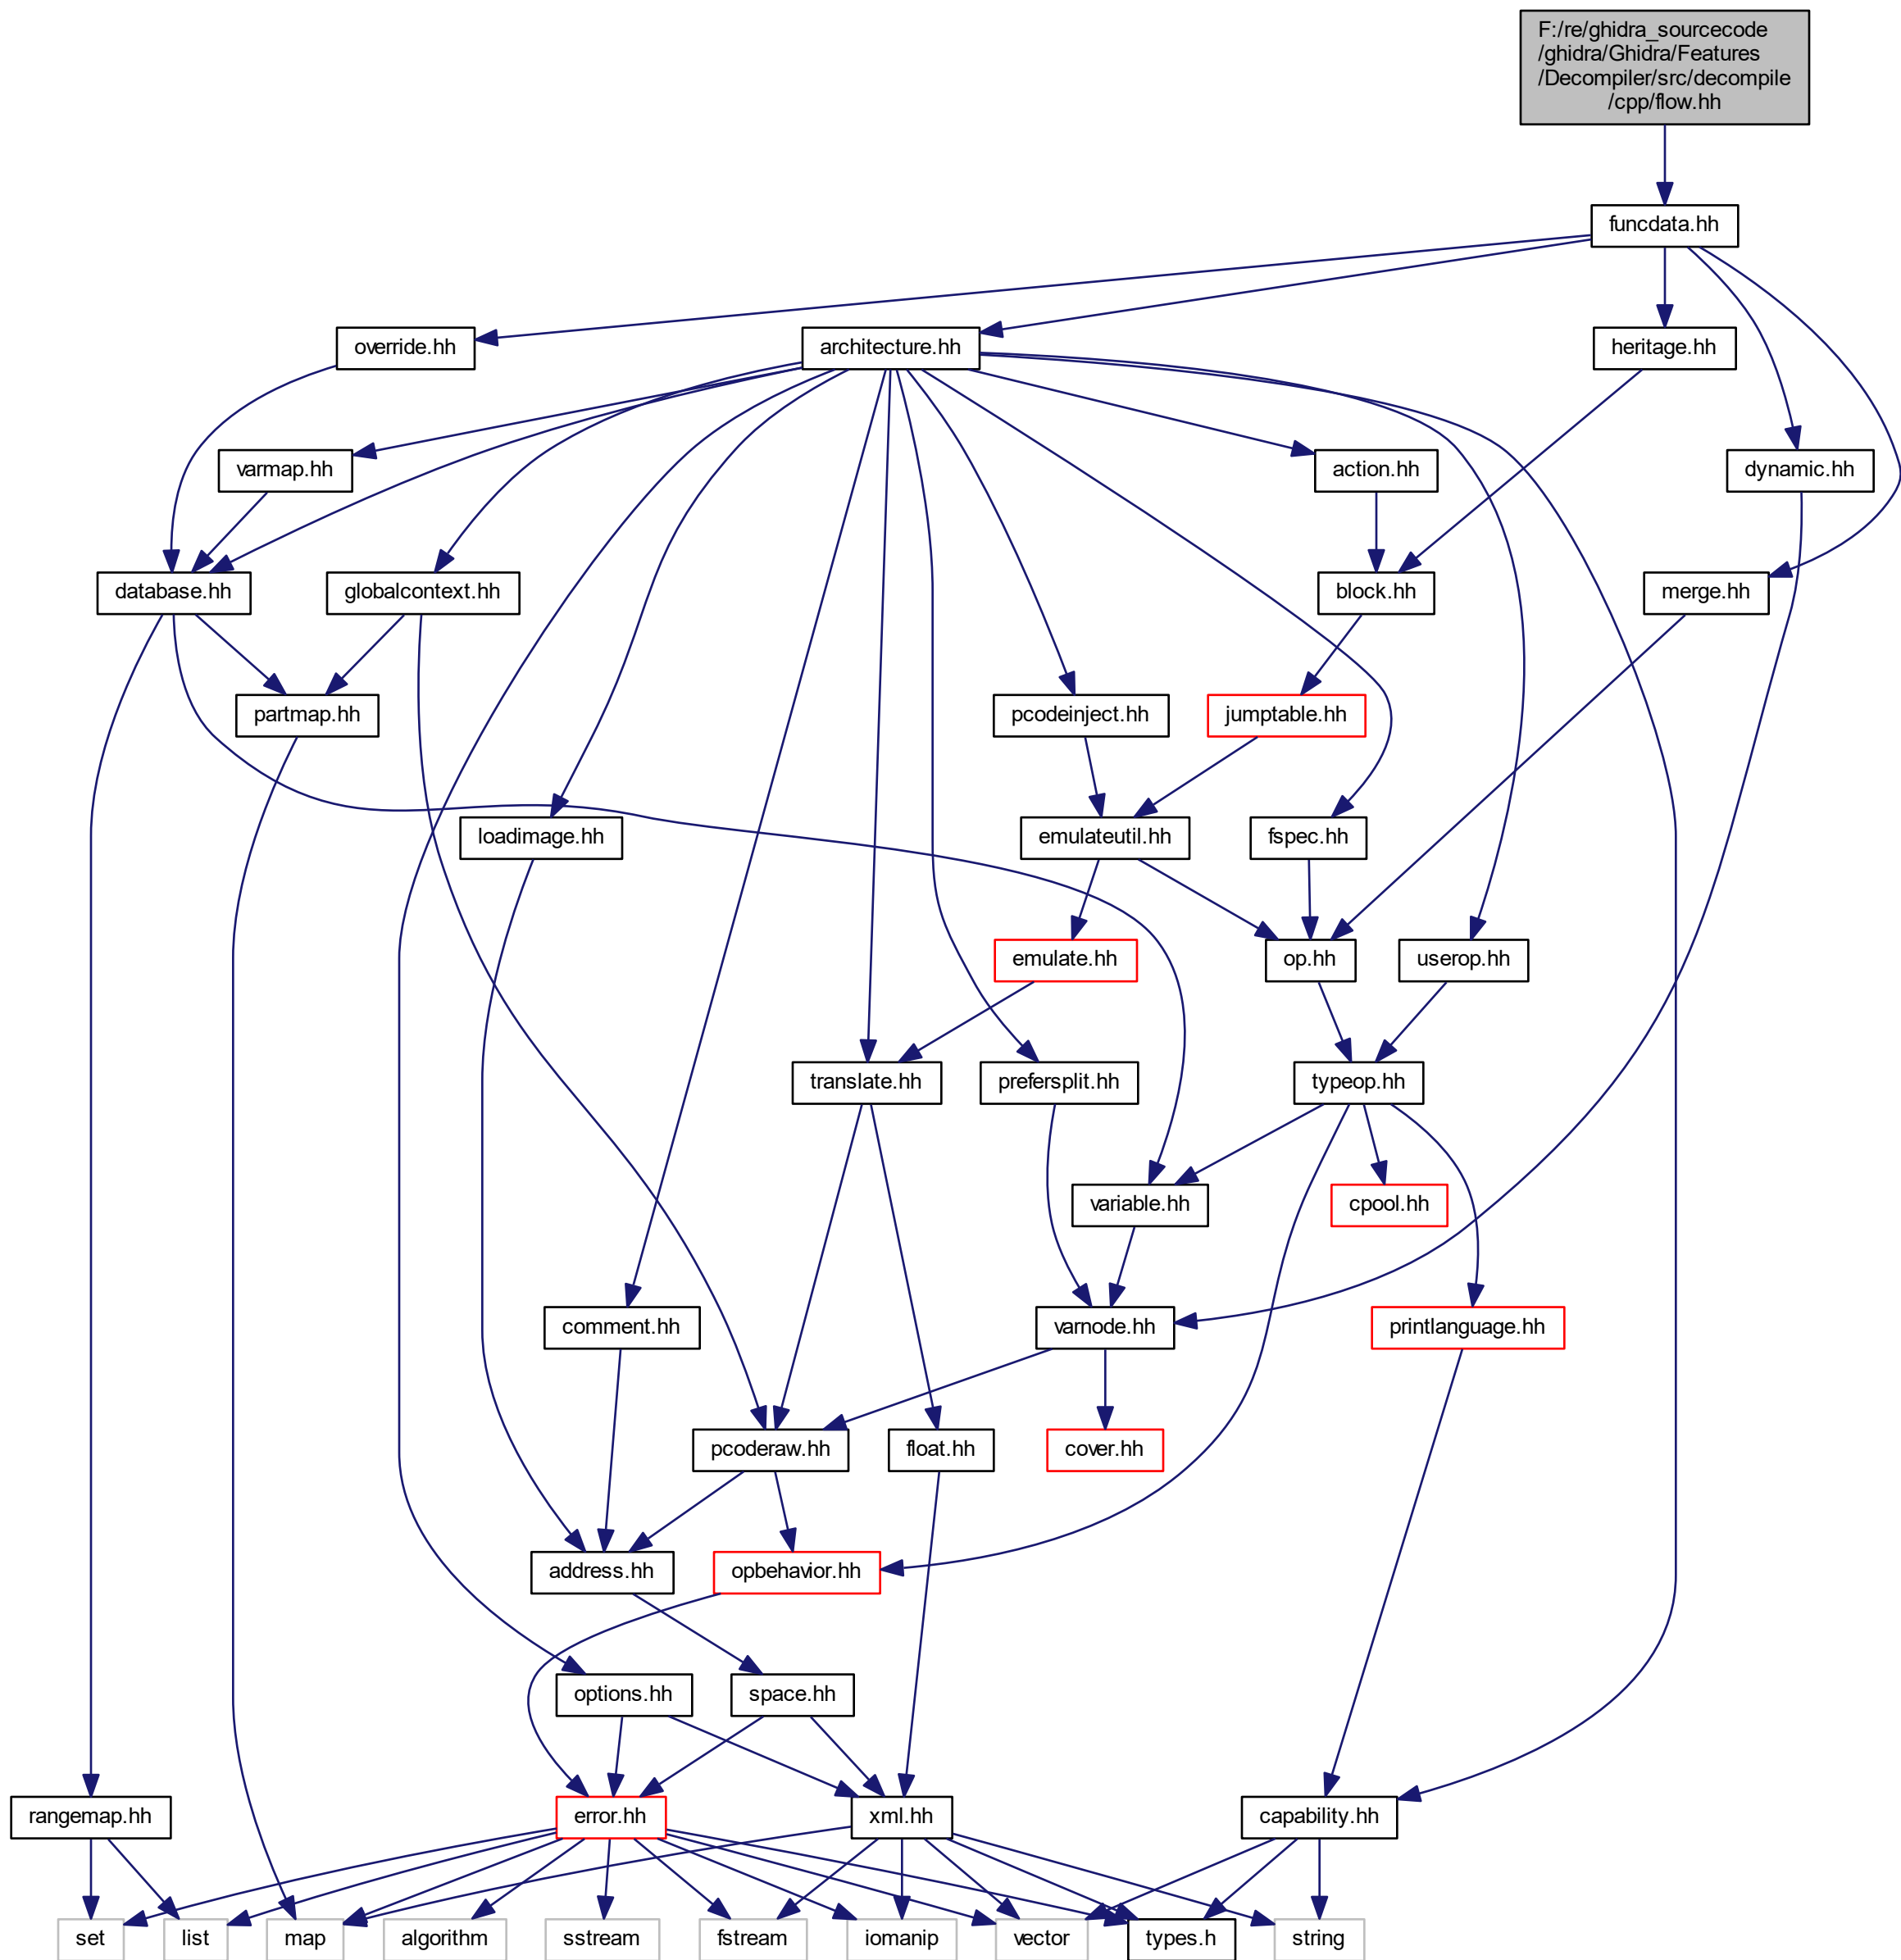 F:/re/ghidra_sourcecode
/ghidra/Ghidra/Features
/Decompiler/src/decompile
/cpp/flow.hh
funcdata.hh
override.hh
architecture.hh
heritage.hh
varmap.hh
action.hh
dynamic.hh
database.hh
globalcontext.hh
block.hh
merge.hh
partmap.hh
pcodeinject.hh
jumptable.hh
loadimage.hh
emulateutil.hh
fspec.hh
emulate.hh
op.hh
userop.hh
translate.hh
prefersplit.hh
typeop.hh
variable.hh
cpool.hh
comment.hh
varnode.hh
printlanguage.hh
pcoderaw.hh
float.hh
cover.hh
address.hh
opbehavior.hh
options.hh
space.hh
rangemap.hh
error.hh
xml.hh
capability.hh
set
list
map
algorithm
sstream
fstream
iomanip
vector
types.h
string